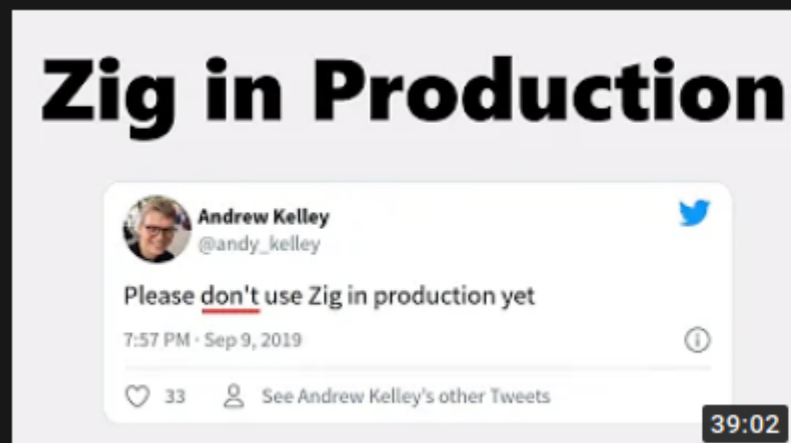 Zig in Production
Andrew Kelley
@andy_kelley
Please don't use Zig in production yet
7:57 PM · Sep 9, 2019
33 See Andrew Kelley's other Tweets
39:02